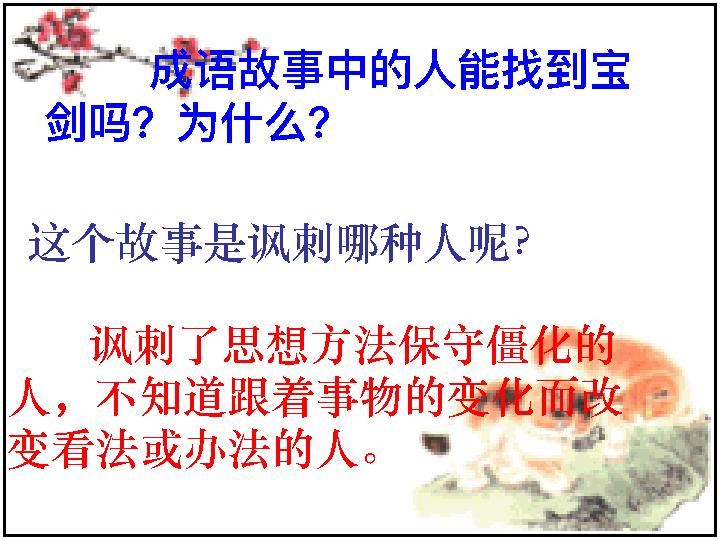 成语故事中的人能找到宝
剑吗？为什么？
这个故事是讽刺哪种人呢？
讽刺了思想方法保守僵化的
人，不知道跟着事物的变化而改
变看法或办法的人。